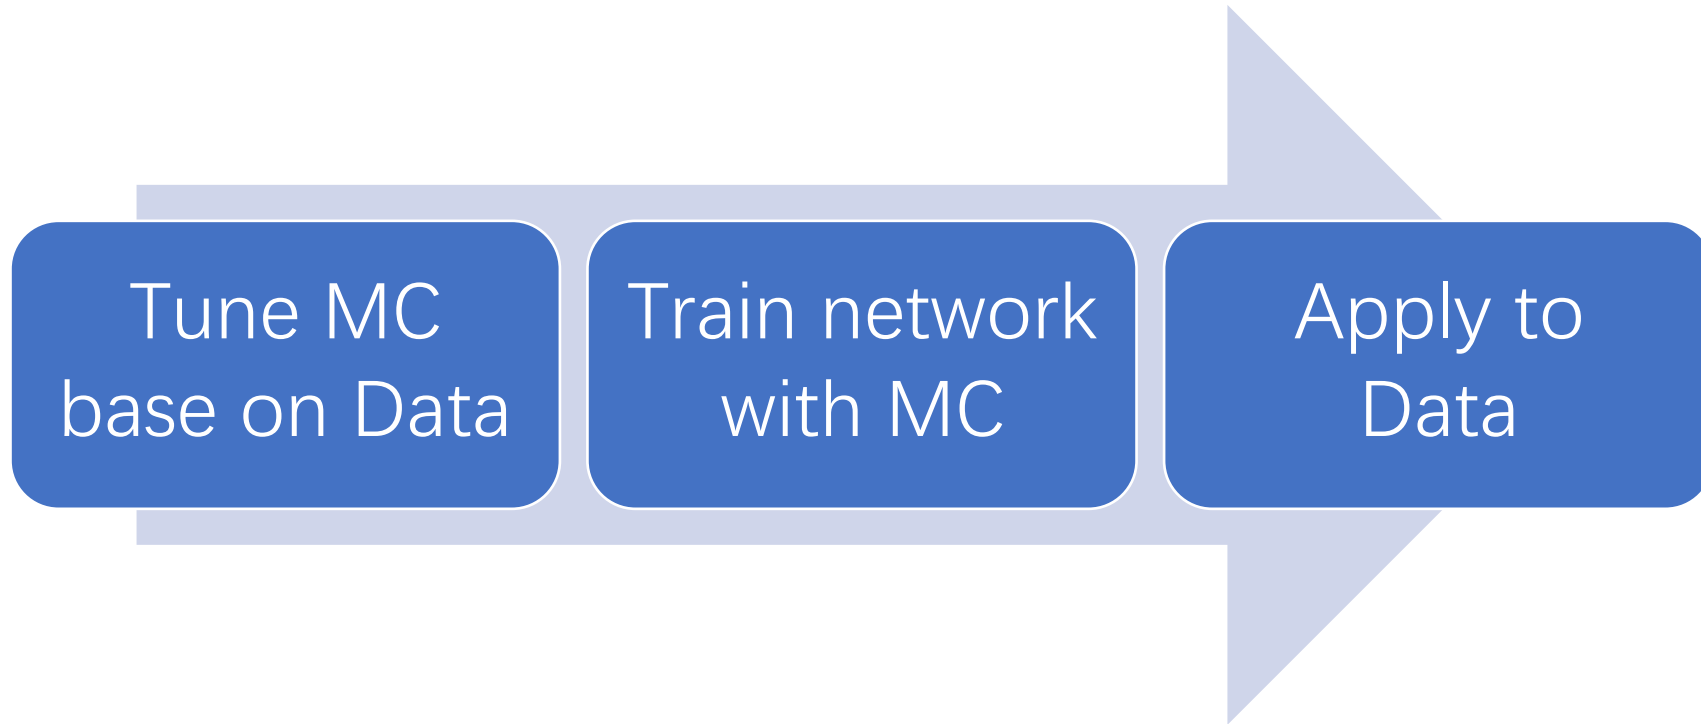 Tune MC
base on Data
Train network
with MC
Apply to
Data